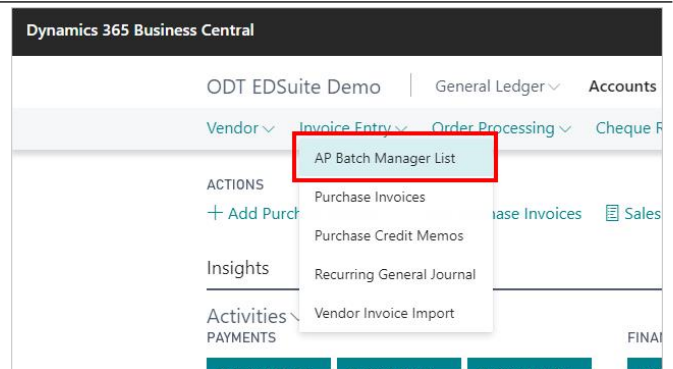 Dynamics 365 Business Central
ODT EDSuite Demo General Ledger Accounts
Vendor Invoice Entry Order Processing Cheque R
AP Batch Manager List
ACTIONS
Purchase Invoices
+ Add Purch hase Invoices Sales
Purchase Credit Memos
Insights
Recurring General Journal
Activities
Vendor Invoice Import
PAYMENTS FINA